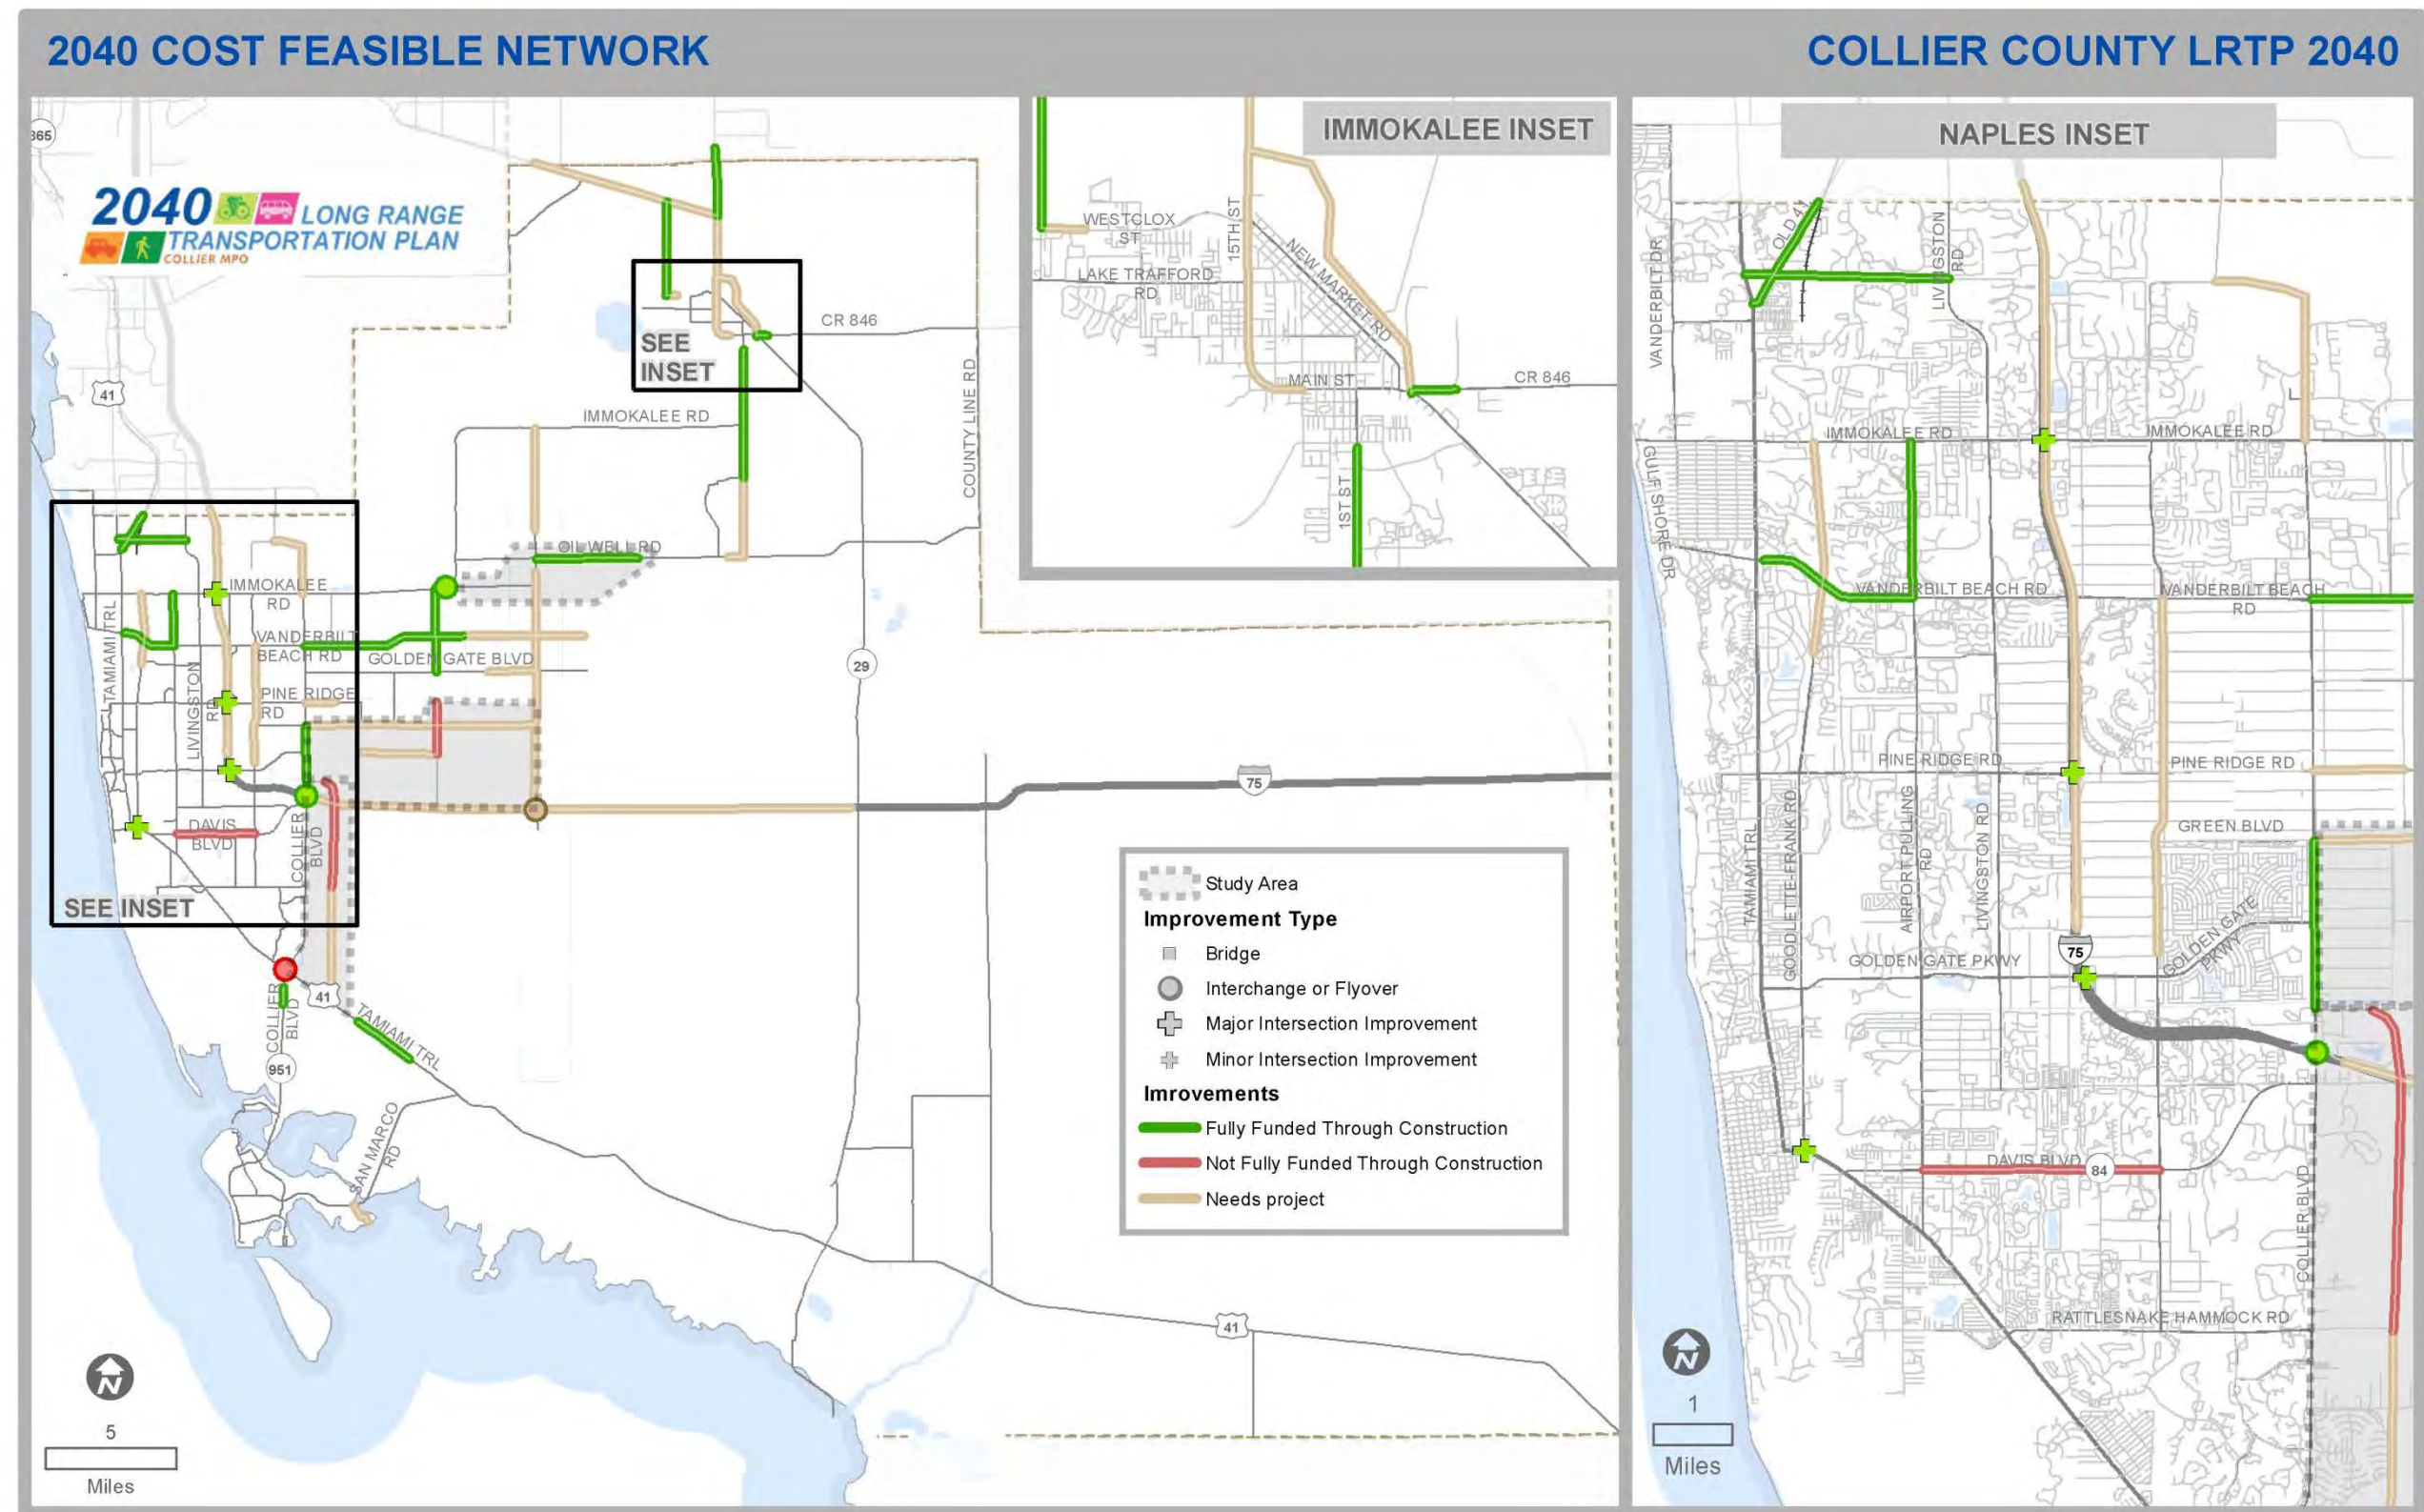 2040 COST FEASIBLE NETWORK
COLLIER COUNTY LRTP 2040
865
2040 LONG RANGE
TRANSPORTATION PLAN
COLLIER MPO
41
SEE
INSET
CR 846
IMMOKALEE RD
COUNTY LINE RD
OIL WELL RD
IMMOKALEE
RD
TAMIAMI TRL
VANDERBILT
BEACH RD
GOLDEN GATE BLVD
LIVINGSTON
RD
PINE RIDGE
RD
29
75
DAVIS
BLVD
COLLIER
BLVD
SEE INSET
41
COLLIER
BLVD
TAMIAMI TRL
951
SAN MARCO
RD
41
N
5
Miles
Study Area
Improvement Type
Bridge
Interchange or Flyover
Major Intersection Improvement
Minor Intersection Improvement
Imrovements
Fully Funded Through Construction
Not Fully Funded Through Construction
Needs project
IMMOKALEE INSET
WESTCLOX
ST
15TH ST
LAKE TRAFFORD
RD
NEW MARKET RD
MAIN ST
CR 846
1ST ST
NAPLES INSET
OLD 41
LIVINGSTON
RD
VANDERBILT DR
IMMOKALEE RD
IMMOKALEE RD
GULF SHORE DR
VANDERBILT BEACH RD
VANDERBILT BEACH
RD
PINE RIDGE RD
PINE RIDGE RD
TAMIAMI TRL
GOODLETTE-FRANK RD
AIRPORT PULLING
RD
LIVINGSTON RD
GREEN BLVD
75
GOLDEN GATE PKWY
GOLDEN GATE
PKWY
DAVIS BLVD
84
COLLIER BLVD
RATTLESNAKE HAMMOCK RD
N
1
Miles